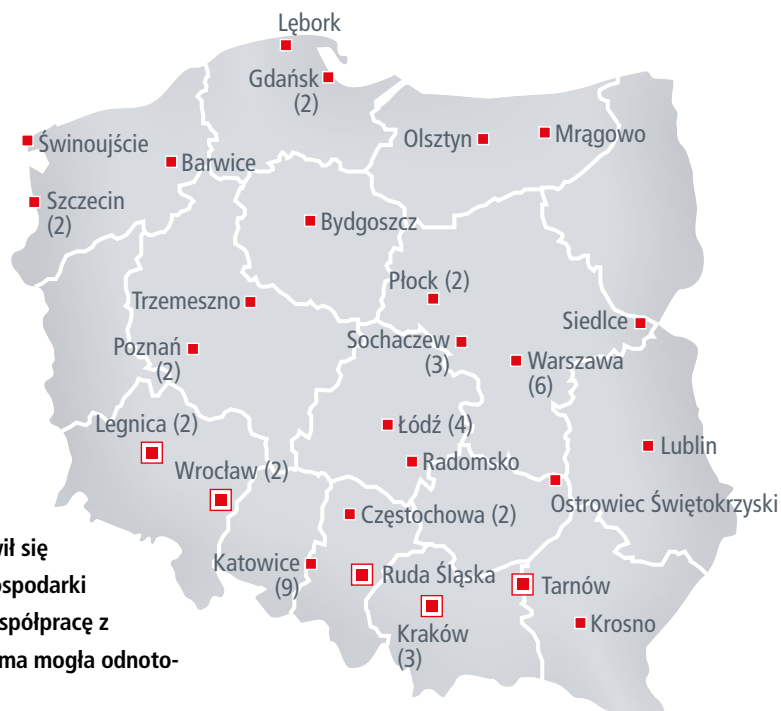 Lębork
Gdańsk
(2)
Świnoujście
Barwice
Olsztyn
Mrągowo
Szczecin
(2)
Bydgoszcz
Płock (2)
Trzemeszno
Siedlce
Sochaczew
(3)
Poznań
(2)
Warszawa
(6)
Legnica (2)
Łódź (4)
Lublin
Radomsko
Wrocław (2)
Ostrowiec Świętokrzyski
Częstochowa (2)
Katowice
(9)
Ruda Śląska
Tarnów
Kraków
(3)
Krosno
ił się
ospodarki
spółpracę z
ma mogła odnoto-